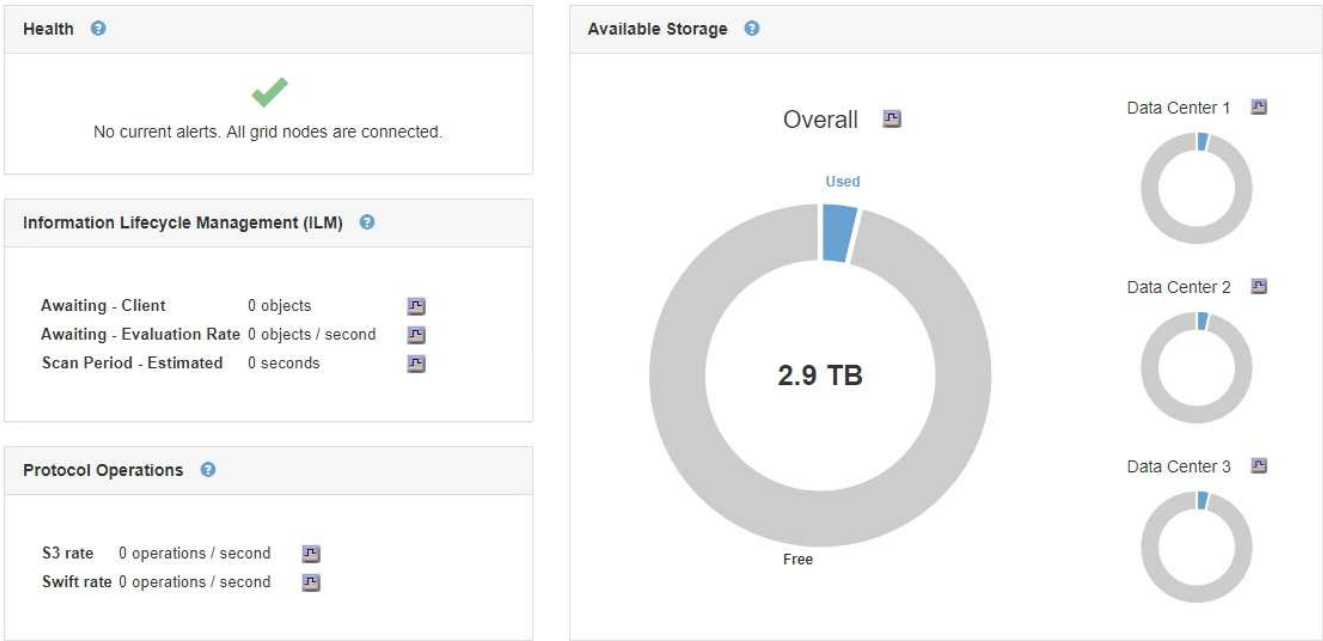 Health
No current alerts. All grid nodes are connected.
Information Lifecycle Management (ILM)
Awaiting - Client 0 objects
Awaiting - Evaluation Rate 0 objects / second
Scan Period - Estimated 0 seconds
Protocol Operations
S3 rate 0 operations / second
Swift rate 0 operations / second
Available Storage
Overall
Used
2.9 TB
Free
Data Center 1
Data Center 2
Data Center 3